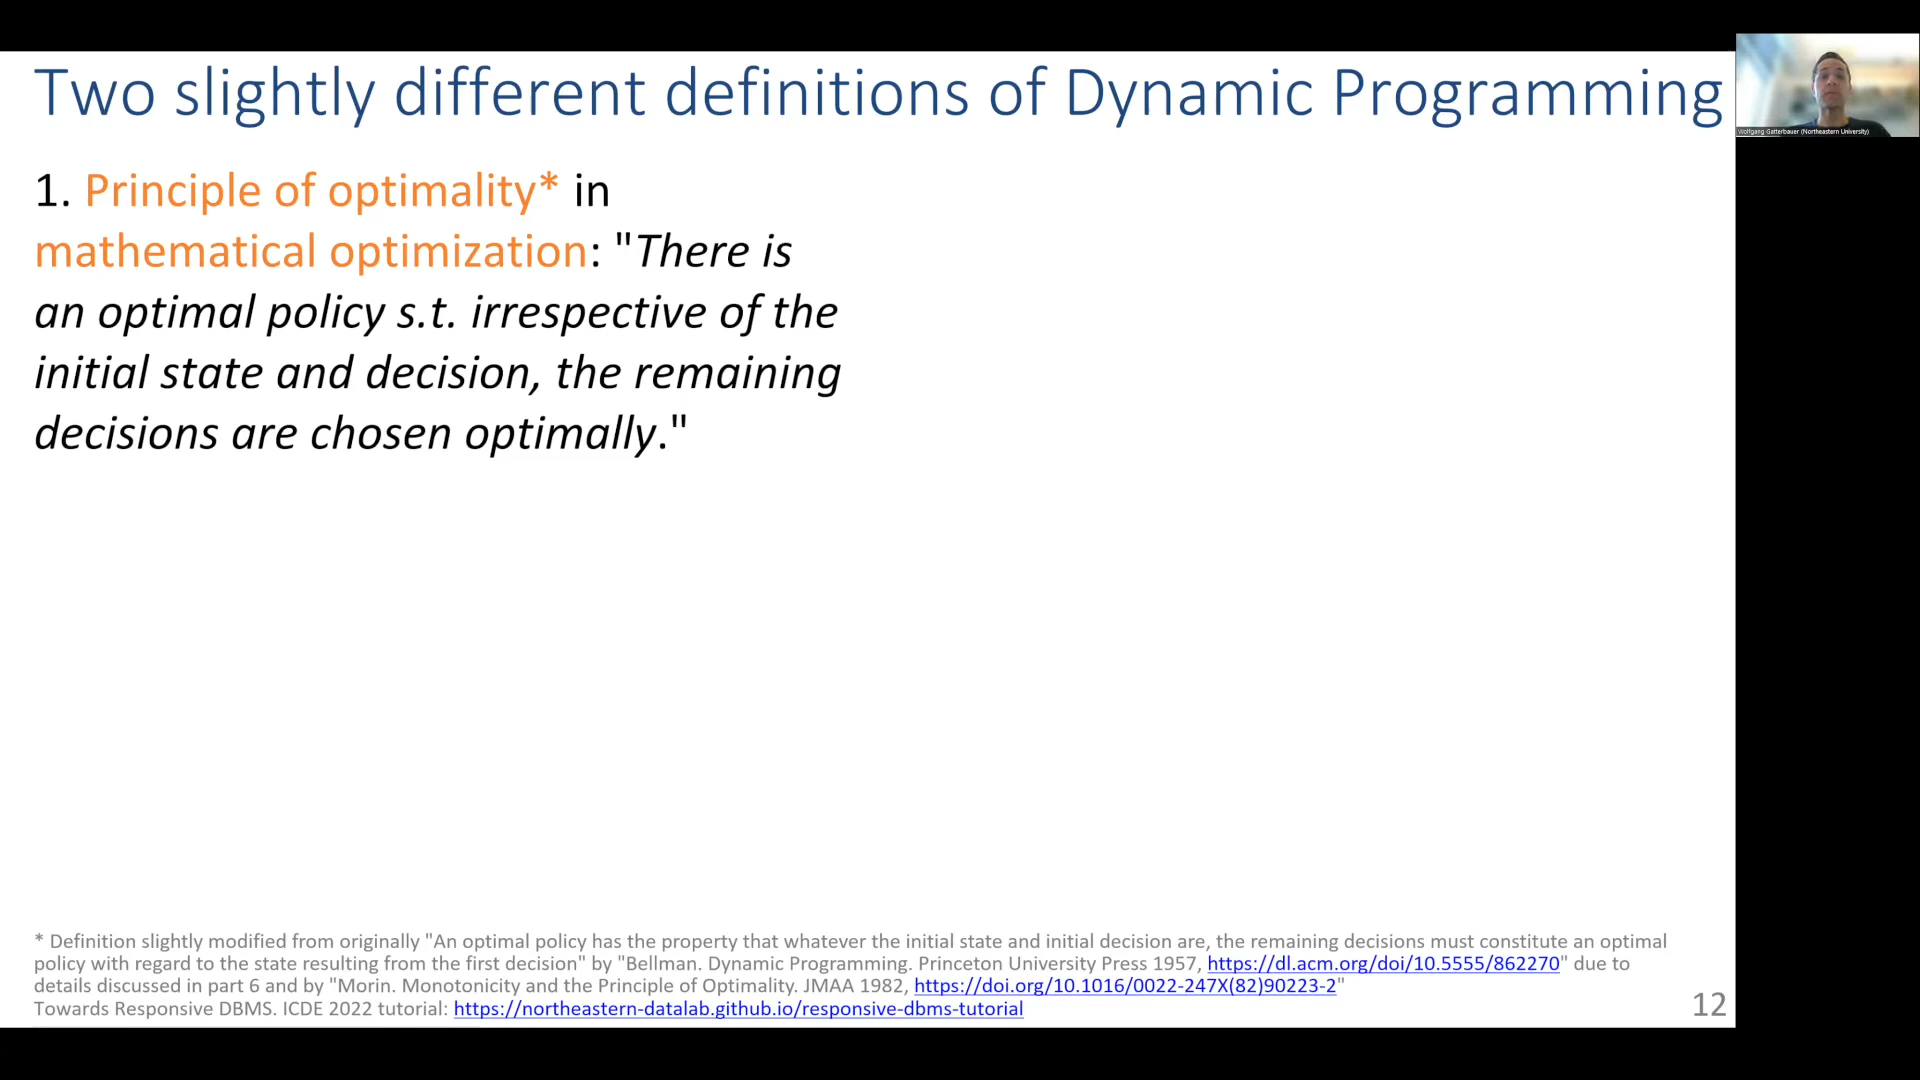 Two slightly different definitions of Dynamic Programming
Wolfgang Gatterbauer (Northeastern University)
1. Principle of optimality* in
mathematical optimization: "There is
an optimal policy s.t. irrespective of the
initial state and decision, the remaining
decisions are chosen optimally."
* Definition slightly modified from originally "An optimal policy has the property that whatever the initial state and initial decision are, the remaining decisions must constitute an optimal
policy with regard to the state resulting from the first decision" by "Bellman. Dynamic Programming. Princeton University Press 1957, https://dl.acm.org/doi/10.5555/862270" due to
details discussed in part 6 and by "Morin. Monotonicity and the Principle of Optimality. JMAA 1982, https://doi.org/10.1016/0022-247X(82)90223-2"
Towards Responsive DBMS. ICDE 2022 tutorial: https://northeastern-datalab.github.io/responsive-dbms-tutorial
12